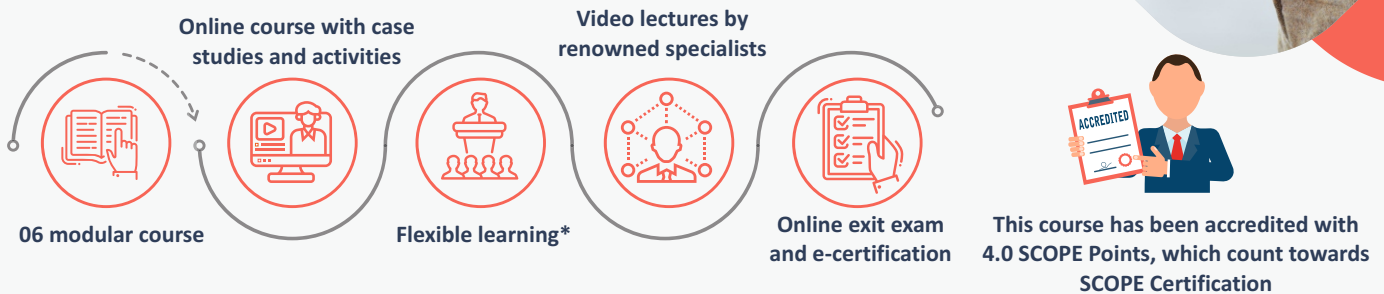 06 modular course
Online course with case
studies and activities
Flexible learning*
Video lectures by
renowned specialists
Online exit exam
and e-certification
ACCREDITED
This course has been accredited with
4.0 SCOPE Points, which count towards
SCOPE Certification